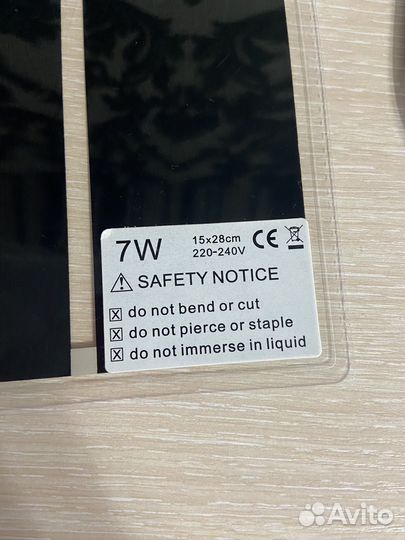 7W
15x28cm
220-240V
CE
⚠ SAFETY NOTICE
☒ do not bend or cut
☒ do not pierce or staple
☒ do not immerse in liquid
Avito